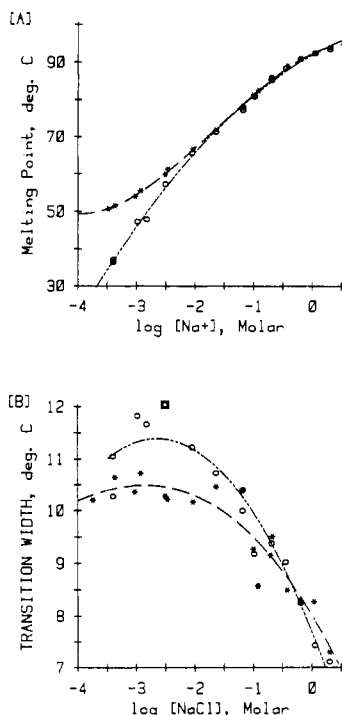 [A]
Melting Point, deg. C
90
70
50
30
-4 -3 -2 -1 0
log [Na+], Molar
[B]
TRANSITION WIDTH, deg. C
12
11
10
9
8
7
-4 -3 -2 -1 0
log [NaCl], Molar